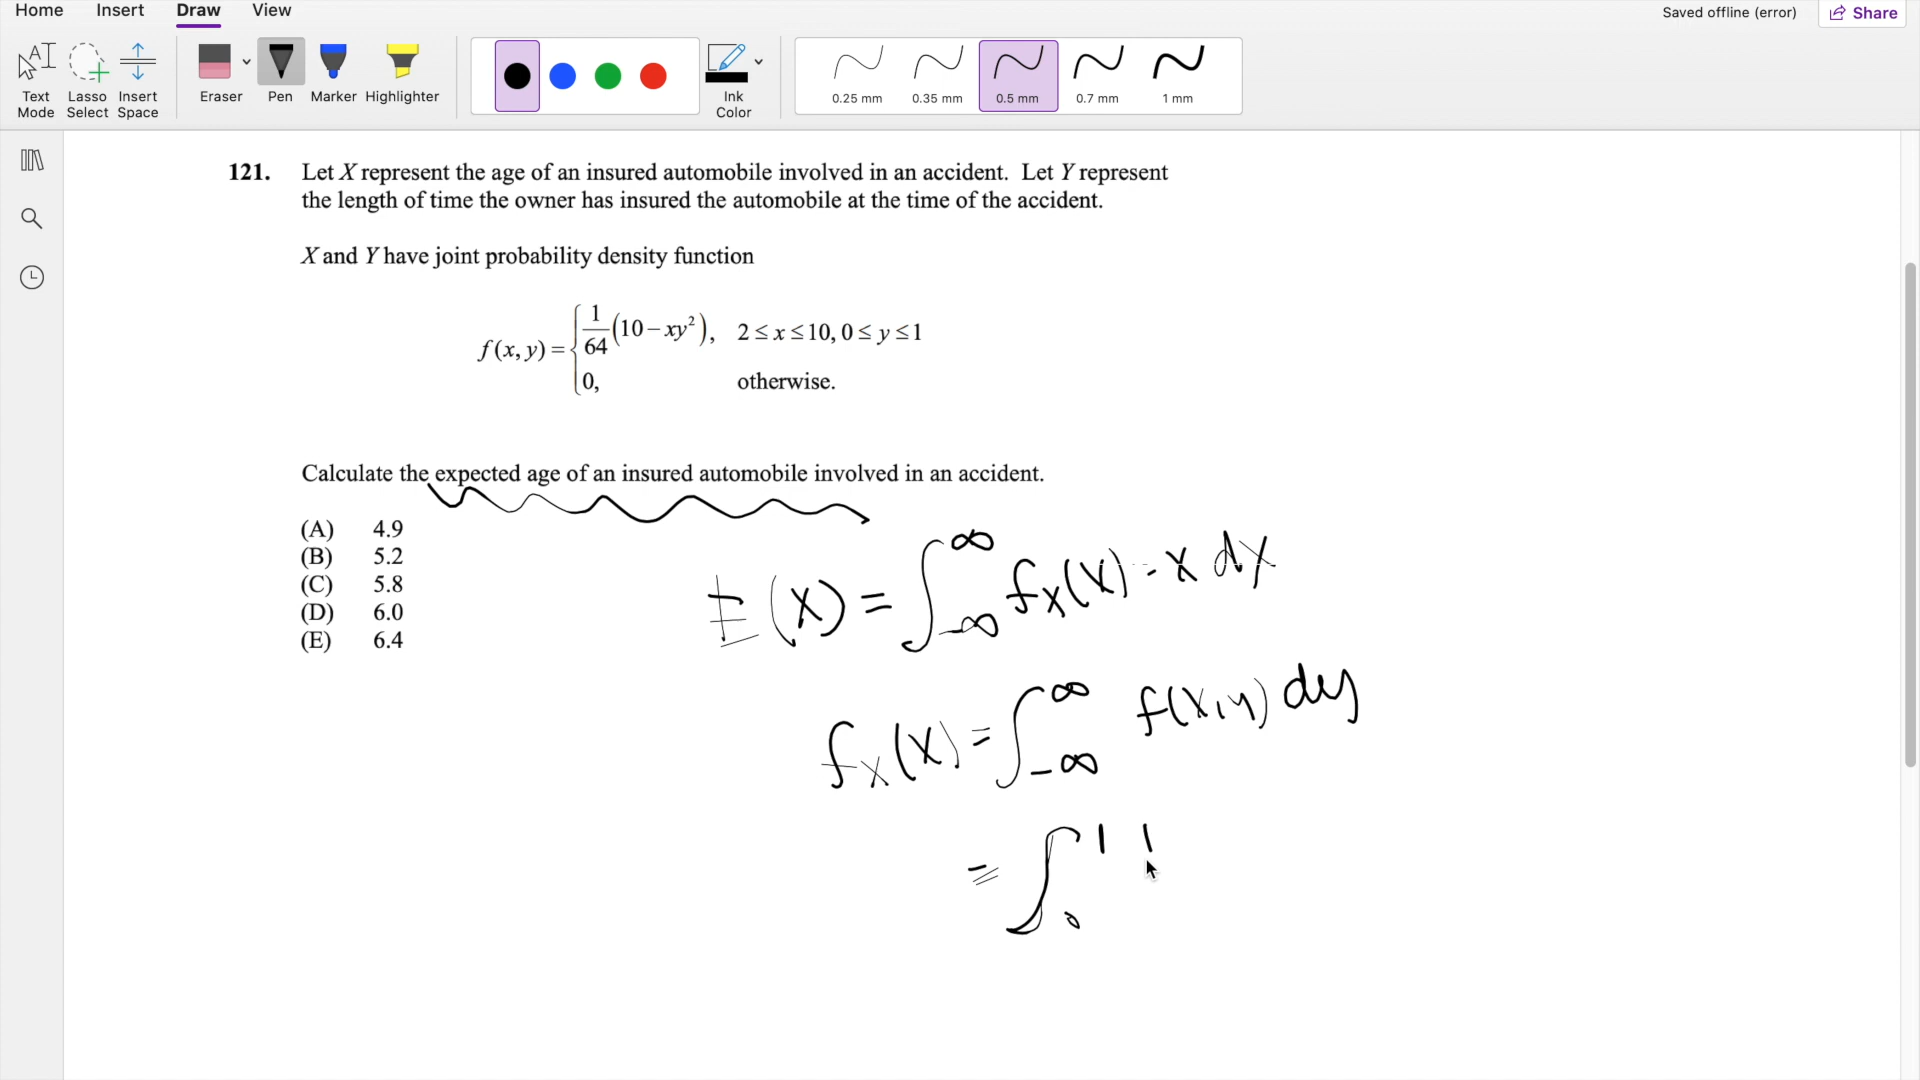 Home Insert Draw View
Saved offline (error) Share
Text Mode Lasso Select Insert Space Eraser Pen Marker Highlighter Ink Color 0.25 mm 0.35 mm 0.5 mm 0.7 mm 1 mm
121. Let X represent the age of an insured automobile involved in an accident. Let Y represent
the length of time the owner has insured the automobile at the time of the accident.
X and Y have joint probability density function
f(x, y) = { 1/64 (10 − xy²), 2 ≤ x ≤ 10, 0 ≤ y ≤ 1
0, otherwise.
Calculate the expected age of an insured automobile involved in an accident.
(A) 4.9
(B) 5.2
(C) 5.8
(D) 6.0
(E) 6.4
E(X) = ∫_{-∞}^{∞} f_X(x) · x dx
f_X(x) = ∫_{-∞}^{∞} f(x,y) dy
= ∫_0^1 1